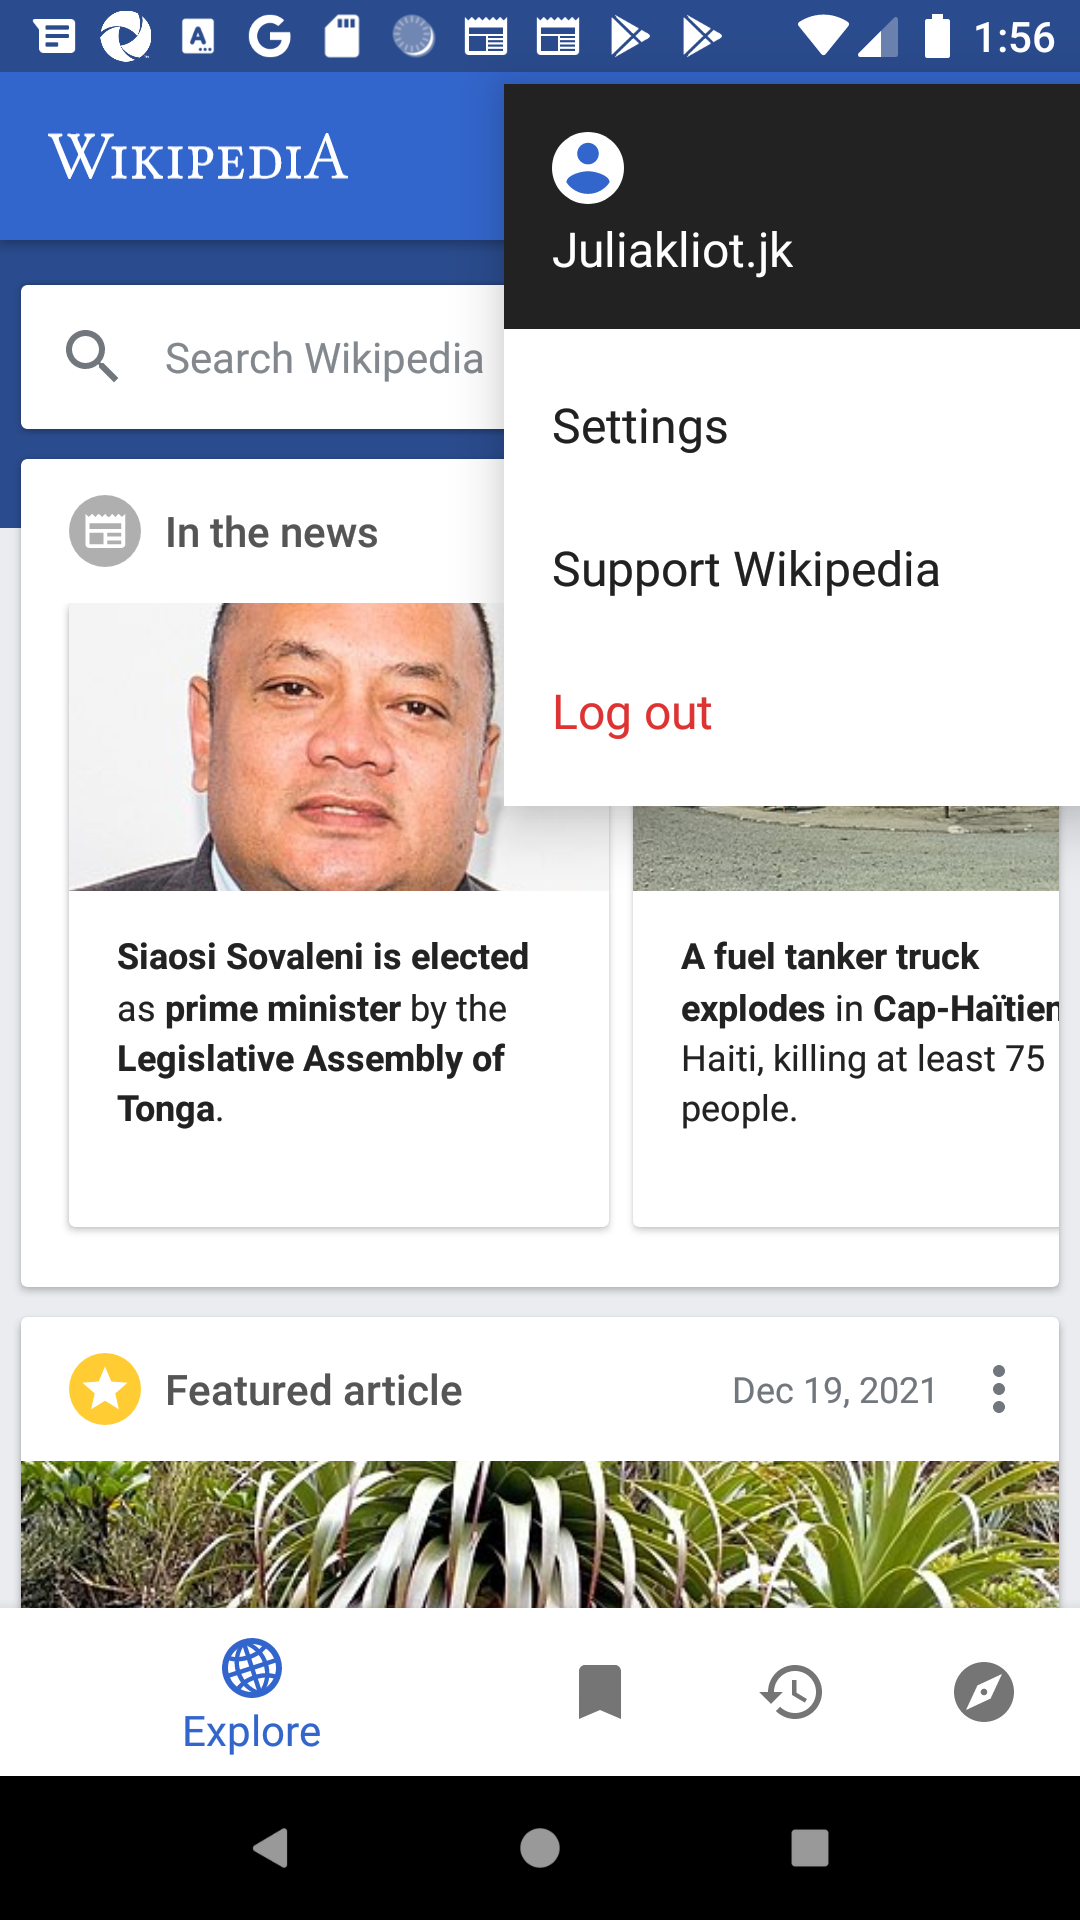 1:56
WIKIPEDIA
Juliakliot.jk
Search Wikipedia
Settings
Support Wikipedia
Log out
In the news
Siaosi Sovaleni is elected
as prime minister by the
Legislative Assembly of
Tonga.
A fuel tanker truck
explodes in Cap-Haïtien
Haiti, killing at least 75
people.
Featured article
Dec 19, 2021
Explore